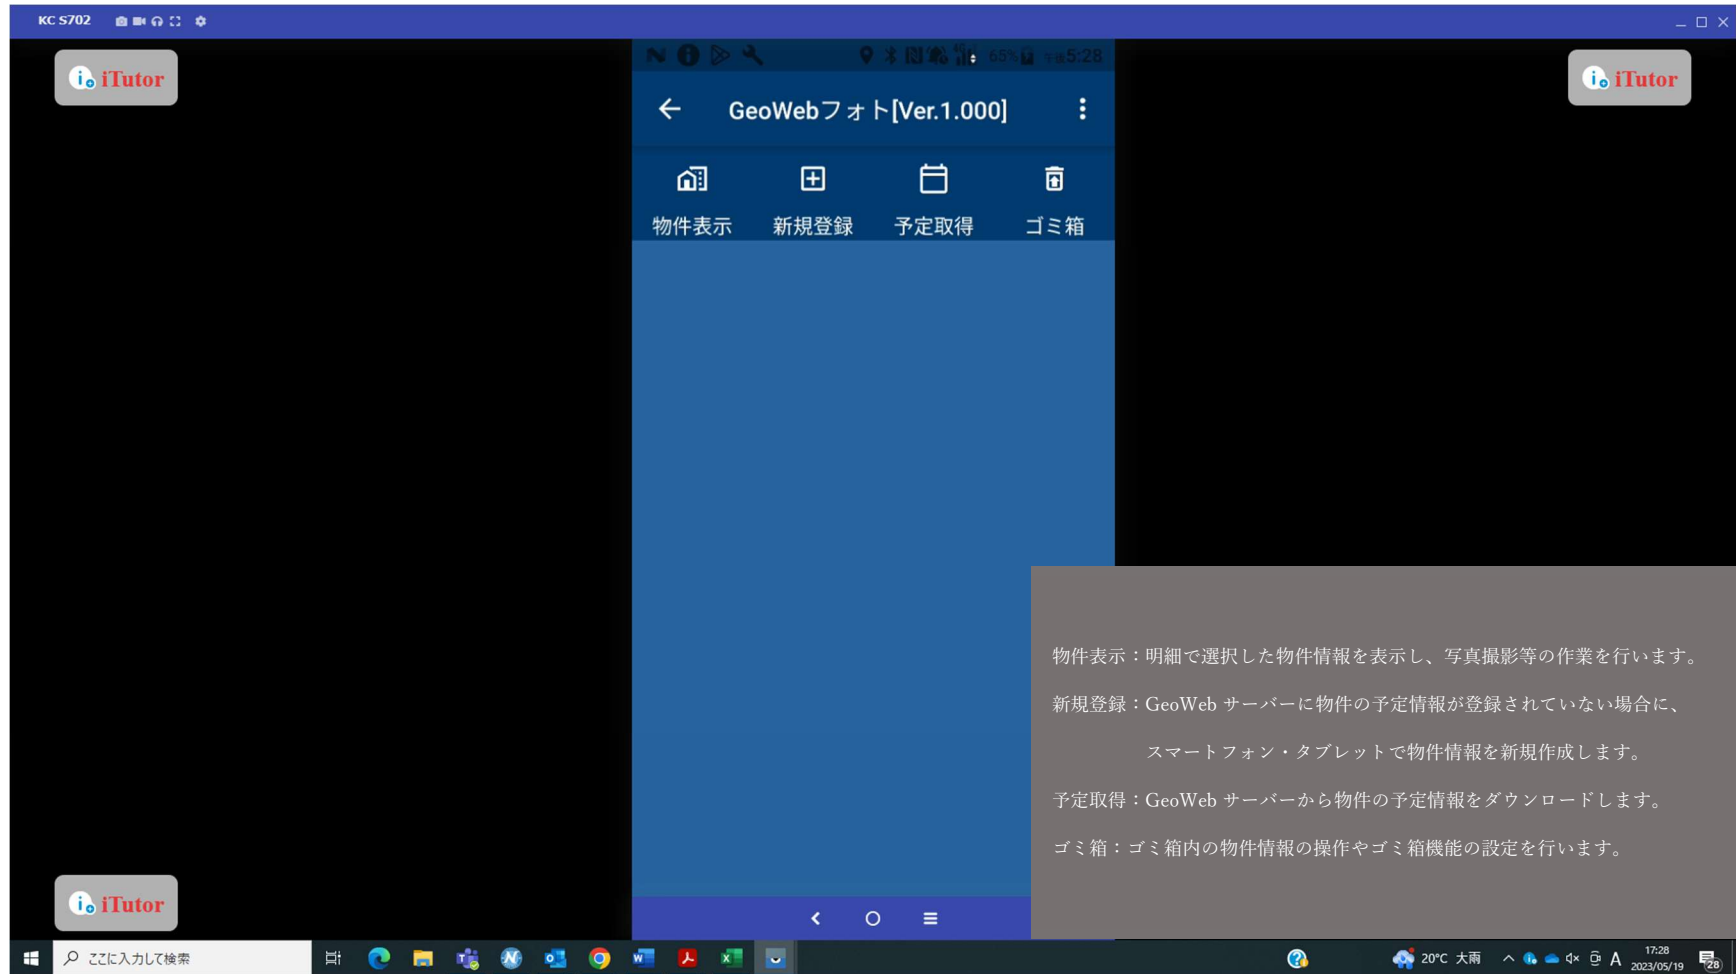 KC S702
iTutor
iTutor
65% 午後5:28
GeoWebフォト[Ver.1.000]
物件表示 新規登録 予定取得 ゴミ箱
物件表示：明細で選択した物件情報を表示し、写真撮影等の作業を行います。
新規登録：GeoWeb サーバーに物件の予定情報が登録されていない場合に、
スマートフォン・タブレットで物件情報を新規作成します。
予定取得：GeoWeb サーバーから物件の予定情報をダウンロードします。
ゴミ箱：ゴミ箱内の物件情報の操作やゴミ箱機能の設定を行います。
iTutor
ここに入力して検索
20°C 大雨
A
17:28
2023/05/19
28